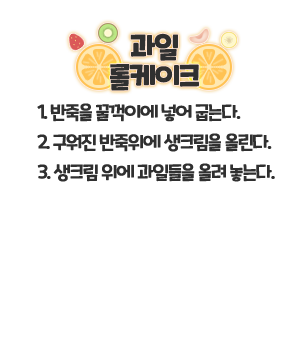 과일
롤케이크
1. 반죽을 꿀꺽이에 넣어 굽는다.
2. 구워진 반죽위에 생크림을 올린다.
3. 생크림 위에 과일들을 올려 놓는다.